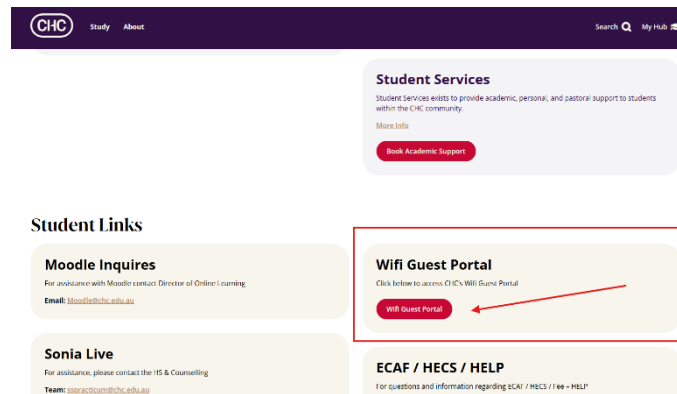 CHC
Study About
Search My Hub
Student Services
Student Services exists to provide academic, personal, and pastoral support to students
within the CHC community.
More Info
Book Academic Support
Student Links
Moodle Inquires
For assistance with Moodle contact Director of Online Learning
Email: Moodle@chc.edu.au
Wifi Guest Portal
Click below to access CHC's Wifi Guest Portal
Wifi Guest Portal
Sonia Live
For assistance, please contact the HS & Counselling
Team: sspracticum@chc.edu.au
ECAF / HECS / HELP
For questions and information regarding ECAF / HECS / Fee – HELP